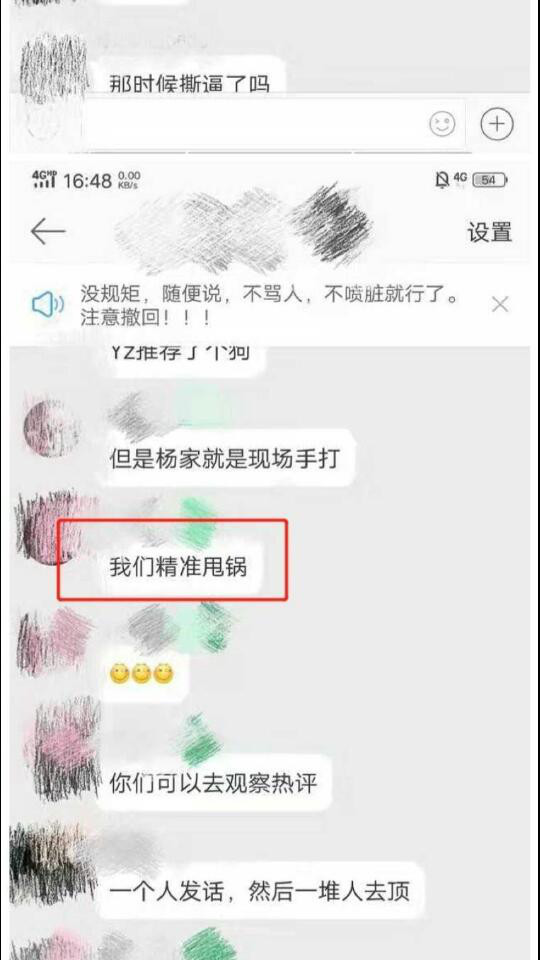 那时候撕逼了吗
4GHD 16:48 0.00 KB/s 4G 54
设置
没规矩，随便说，不骂人，不喷脏就行了。
注意撤回！！！
YZ推荐了个狗
但是杨家就是现场手打
我们精准甩锅
你们可以去观察热评
一个人发话，然后一堆人去顶